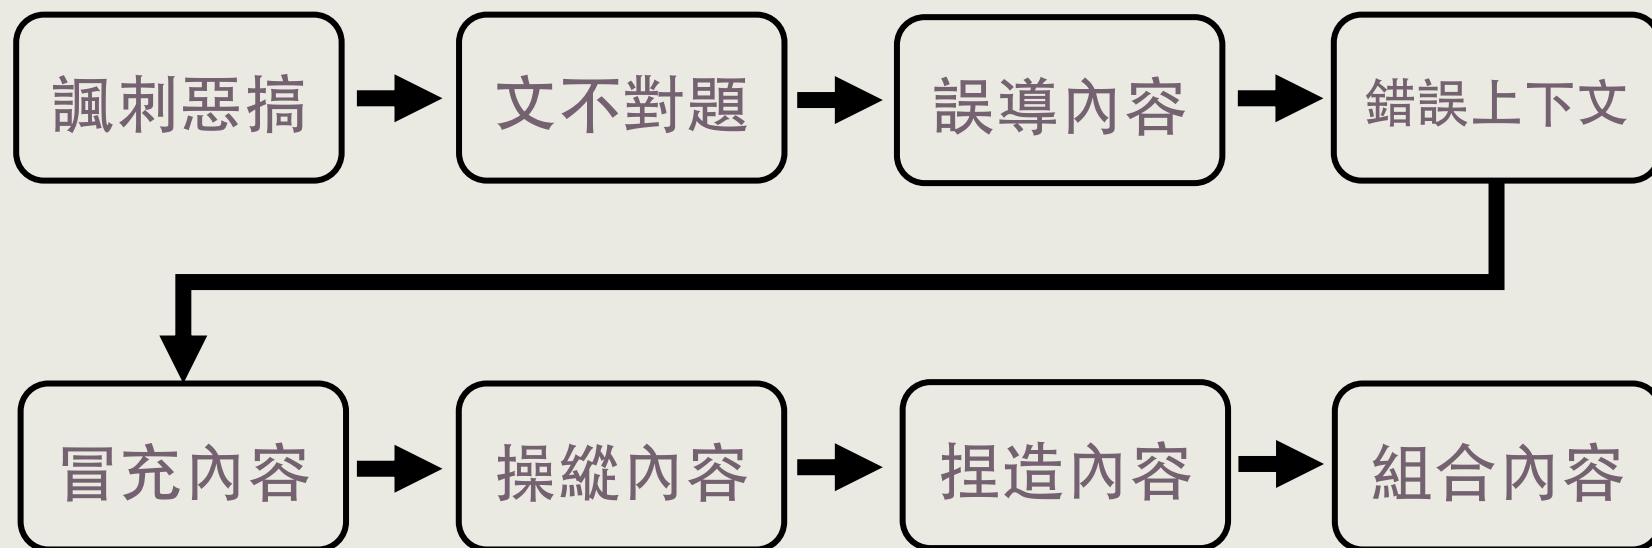 諷刺惡搞
文不對題
誤導內容
錯誤上下文
冒充內容
操縱內容
捏造內容
組合內容